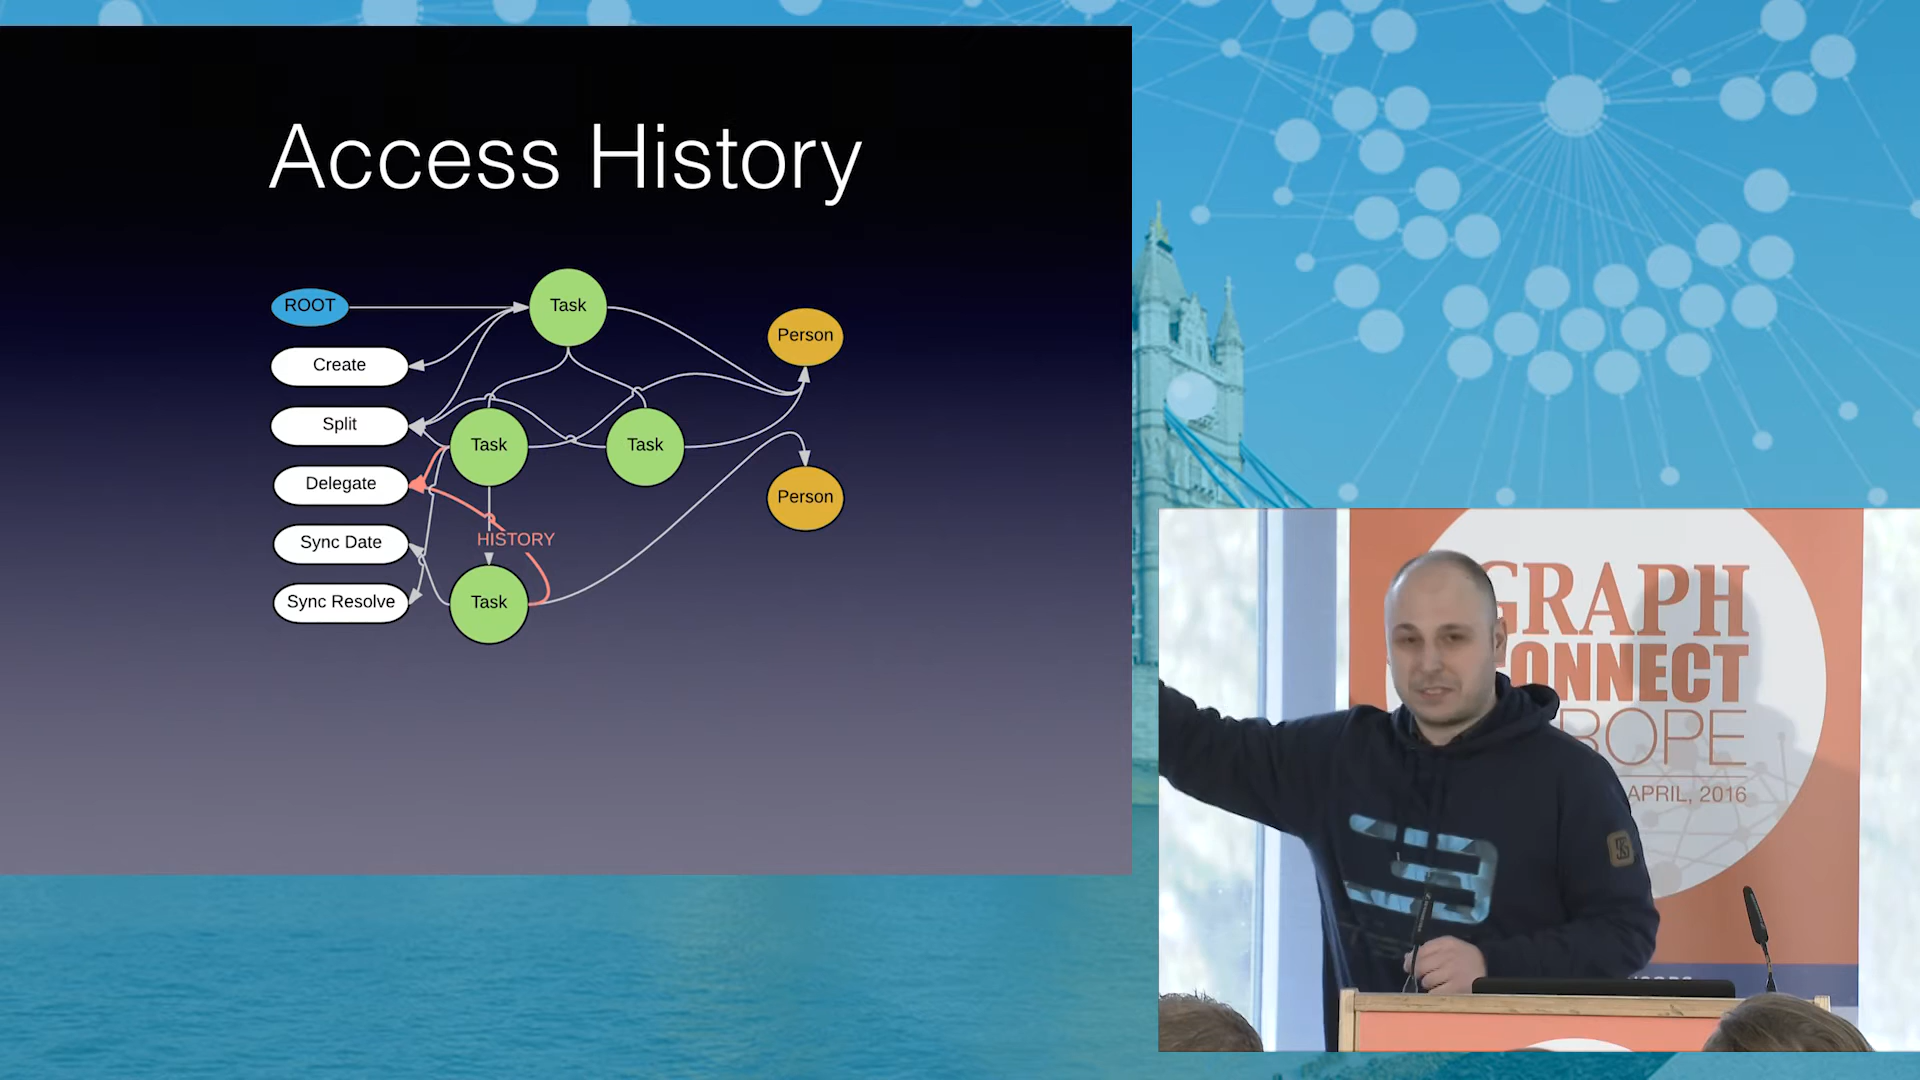 Access History
ROOT
Task
Person
Create
Split
Task
Task
Delegate
Person
HISTORY
Sync Date
Sync Resolve
Task
GRAPH
CONNECT
EUROPE
APRIL, 2016